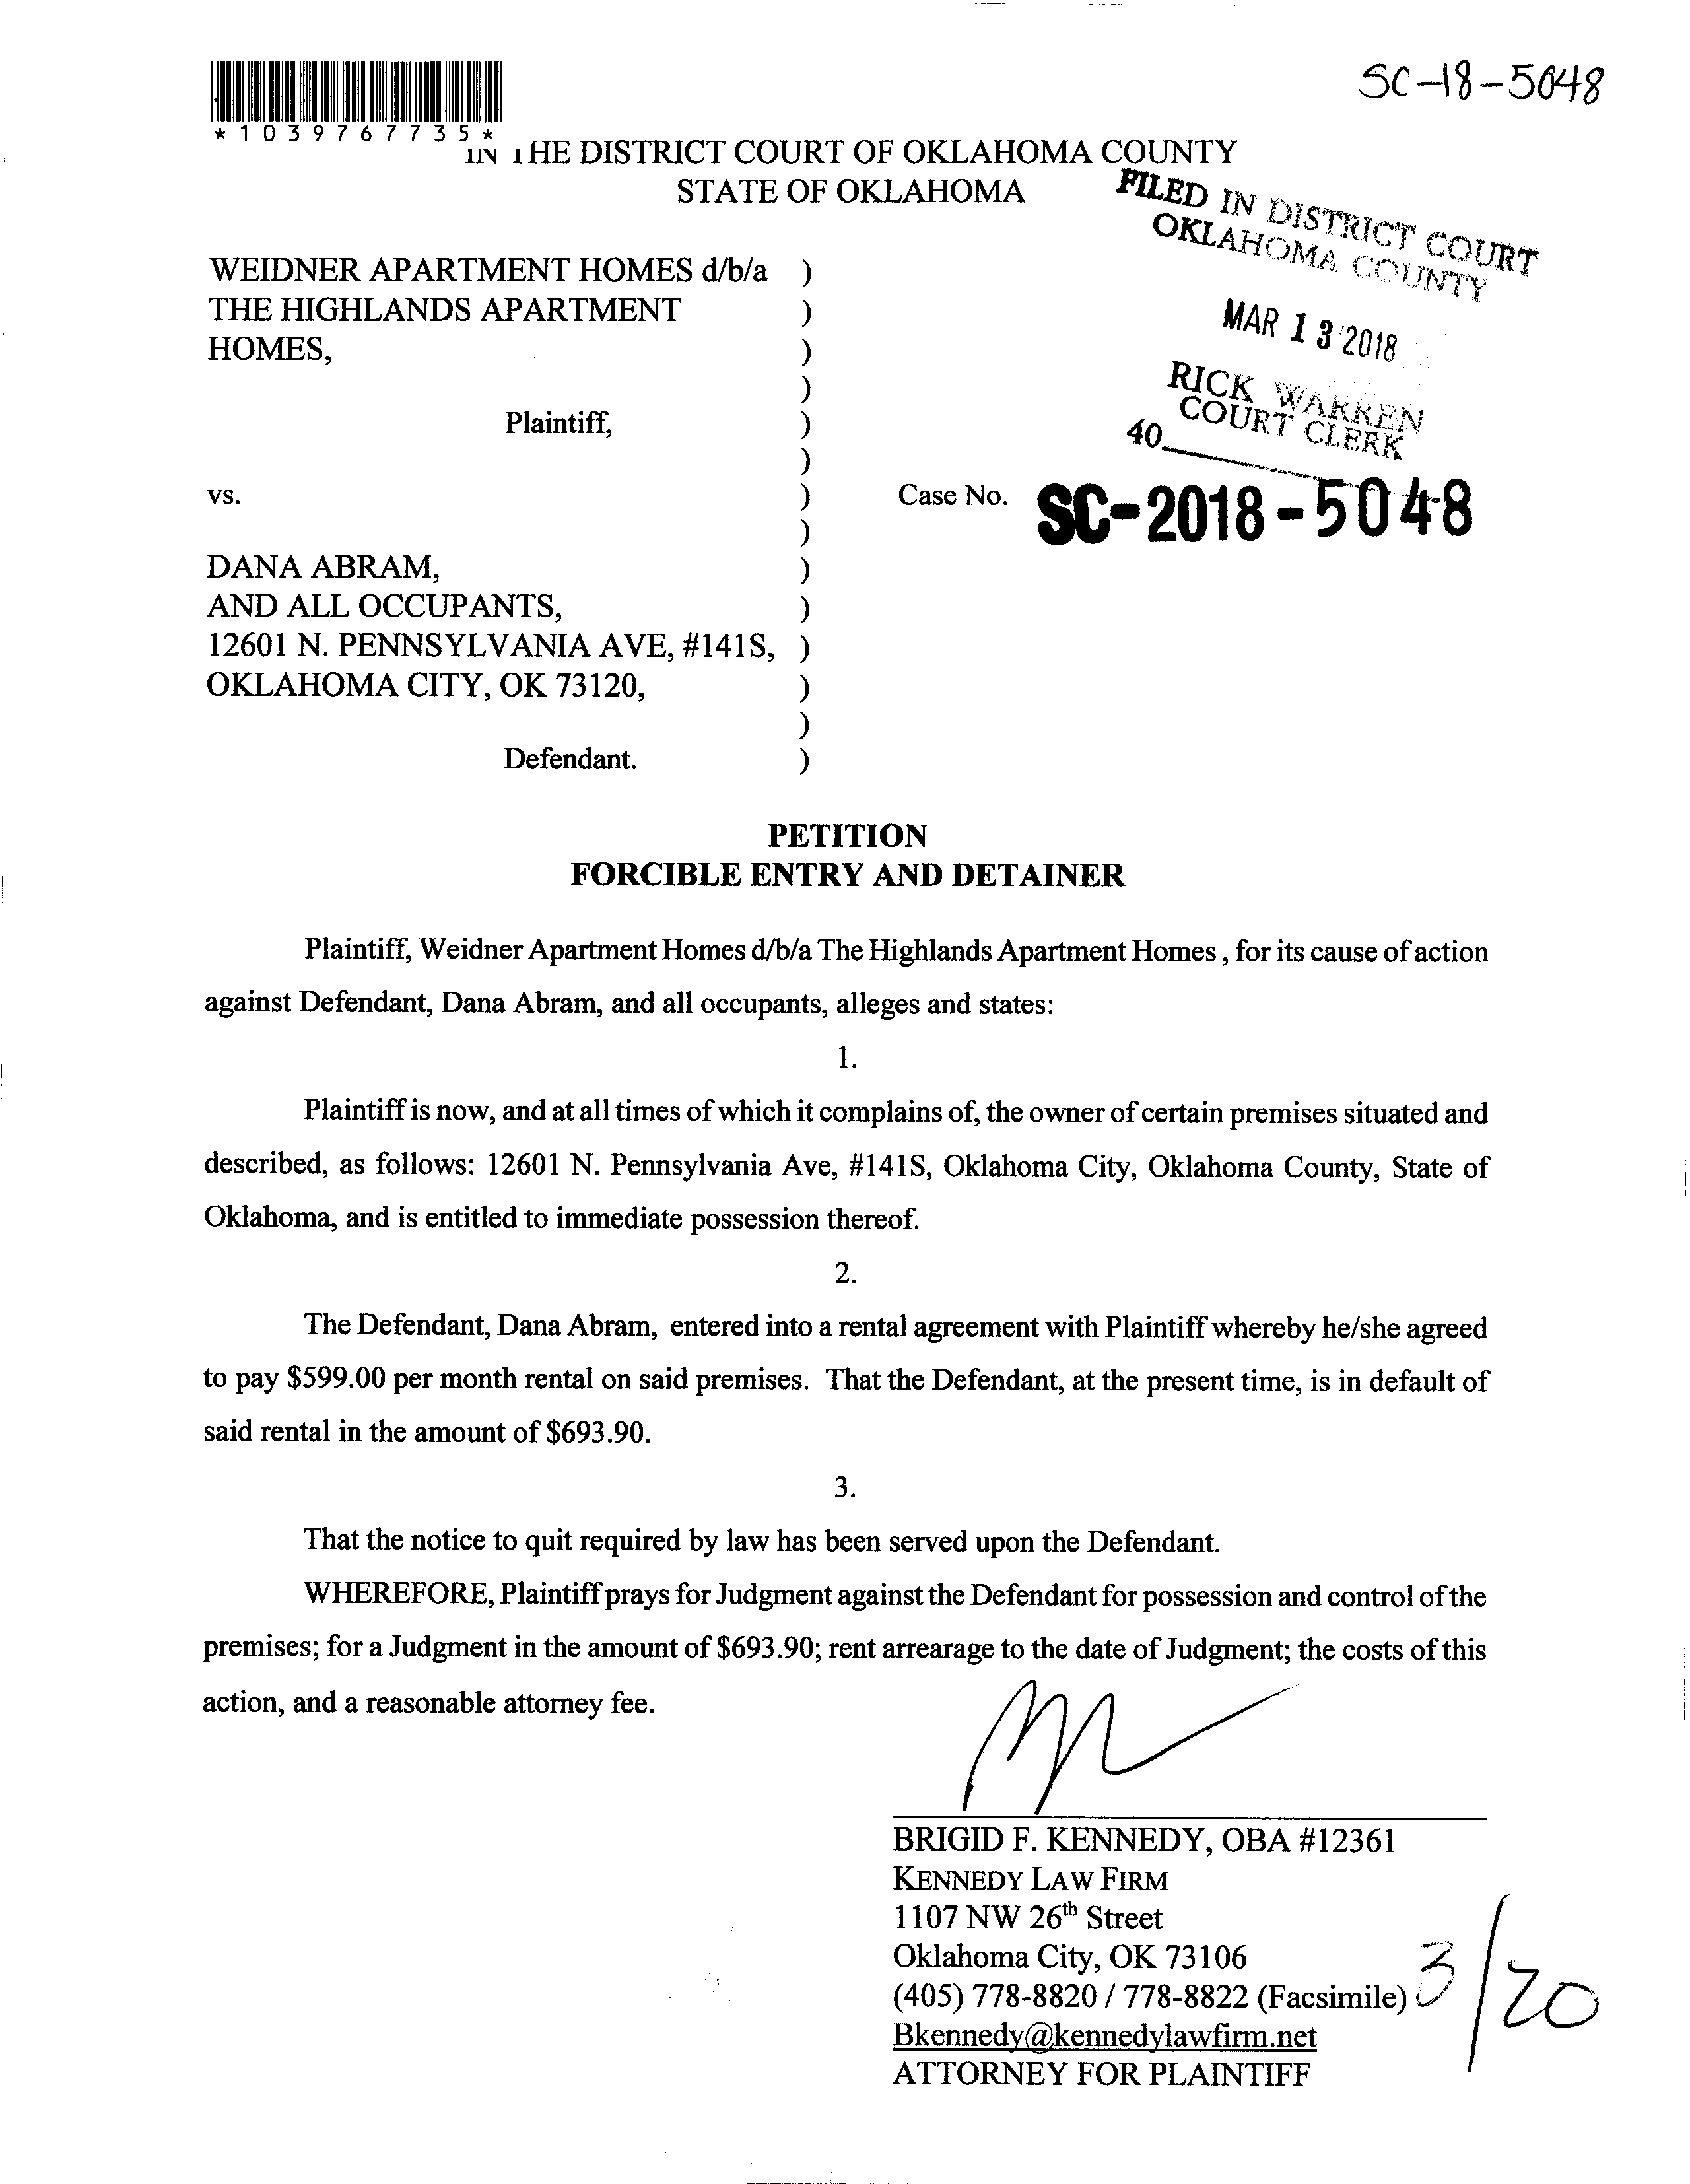 SC-18-5048
*1039767735*
IN THE DISTRICT COURT OF OKLAHOMA COUNTY
STATE OF OKLAHOMA
FILED IN DISTRICT COURT
OKLAHOMA COUNTY
MAR 13 2018
RICK WARREN
COURT CLERK
40
WEIDNER APARTMENT HOMES d/b/a )
THE HIGHLANDS APARTMENT )
HOMES, )
)
Plaintiff, )
)
vs. ) Case No. SC-2018-5048
)
DANA ABRAM, )
AND ALL OCCUPANTS, )
12601 N. PENNSYLVANIA AVE, #141S, )
OKLAHOMA CITY, OK 73120, )
)
Defendant. )
PETITION
FORCIBLE ENTRY AND DETAINER
Plaintiff, Weidner Apartment Homes d/b/a The Highlands Apartment Homes , for its cause of action
against Defendant, Dana Abram, and all occupants, alleges and states:
1.
Plaintiff is now, and at all times of which it complains of, the owner of certain premises situated and
described, as follows: 12601 N. Pennsylvania Ave, #141S, Oklahoma City, Oklahoma County, State of
Oklahoma, and is entitled to immediate possession thereof.
2.
The Defendant, Dana Abram, entered into a rental agreement with Plaintiff whereby he/she agreed
to pay $599.00 per month rental on said premises. That the Defendant, at the present time, is in default of
said rental in the amount of $693.90.
3.
That the notice to quit required by law has been served upon the Defendant.
WHEREFORE, Plaintiff prays for Judgment against the Defendant for possession and control of the
premises; for a Judgment in the amount of $693.90; rent arrearage to the date of Judgment; the costs of this
action, and a reasonable attorney fee.
BRIGID F. KENNEDY, OBA #12361
KENNEDY LAW FIRM
1107 NW 26th Street
Oklahoma City, OK 73106
(405) 778-8820 / 778-8822 (Facsimile)
Bkennedy@kennedylawfirm.net
ATTORNEY FOR PLAINTIFF
3/20